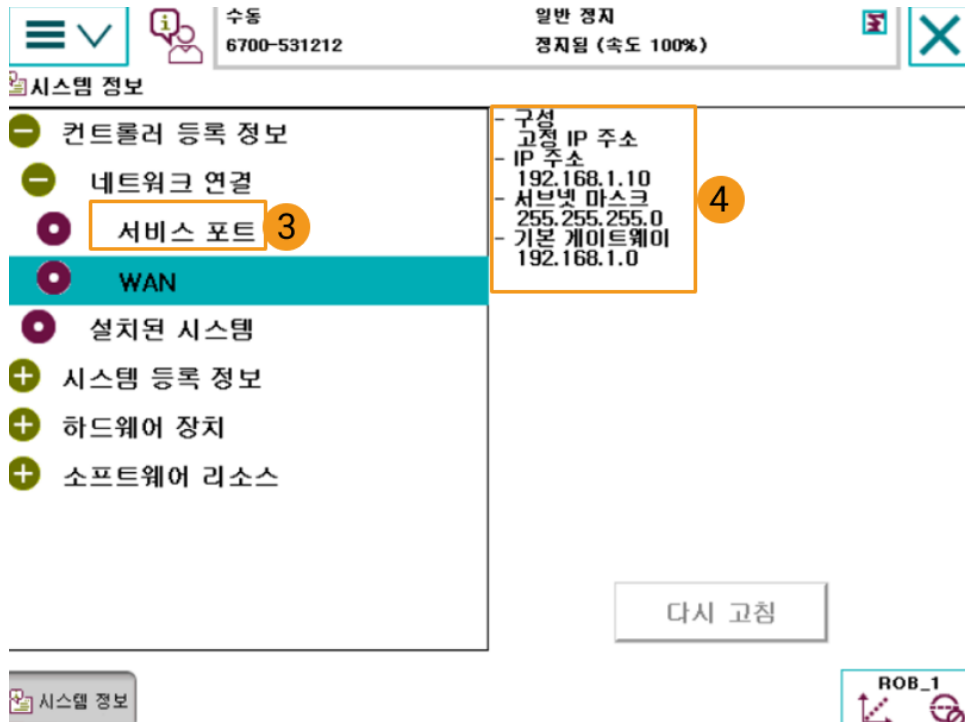 수동
6700-531212
일반 정지
정지됨 (속도 100%)
시스템 정보
컨트롤러 등록 정보
네트워크 연결
서비스 포트
3
WAN
설치된 시스템
시스템 등록 정보
하드웨어 장치
소프트웨어 리소스
- 구성
고정 IP 주소
- IP 주소
192.168.1.10
- 서브넷 마스크
255.255.255.0
- 기본 게이트웨이
192.168.1.0
4
다시 고침
시스템 정보
ROB_1